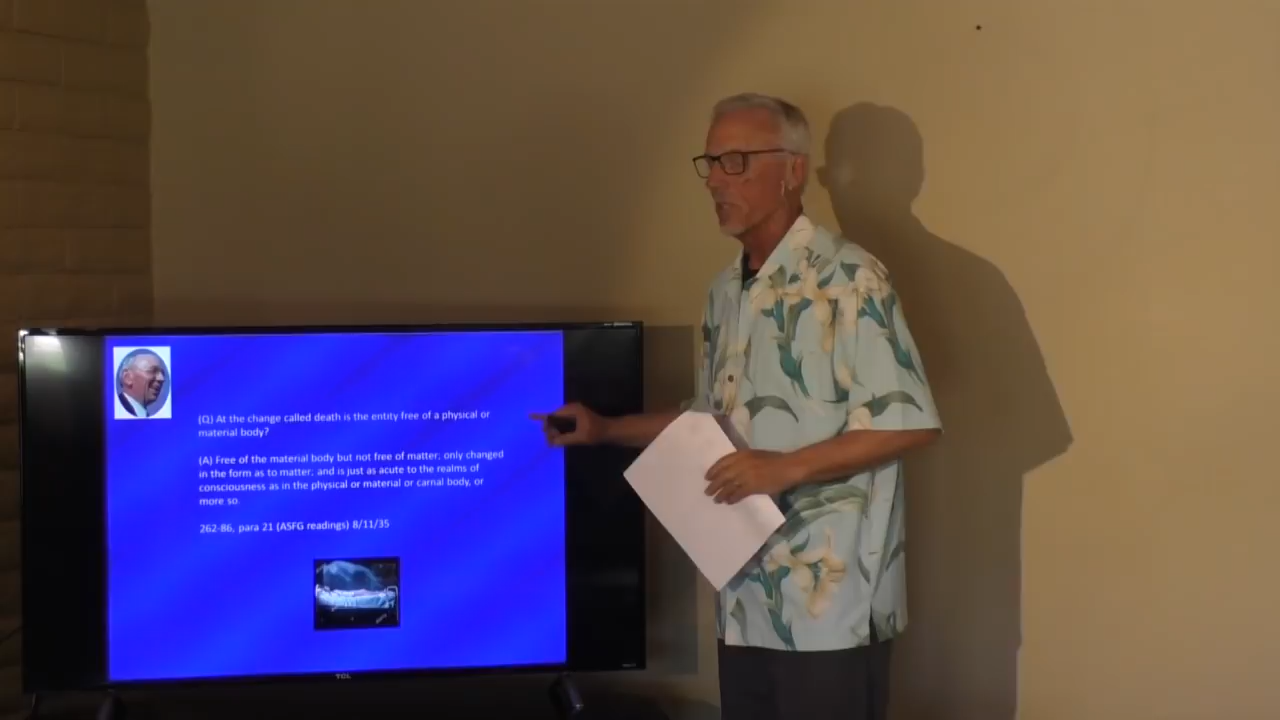 (Q) At the change called death is the entity free of a physical or
material body?
(A) Free of the material body but not free of matter; only changed
in the form as to matter; and is just as acute to the realms of
consciousness as in the physical or material or carnal body, or
more so.
262-86, para 21 (ASFG readings) 8/11/35
TCL